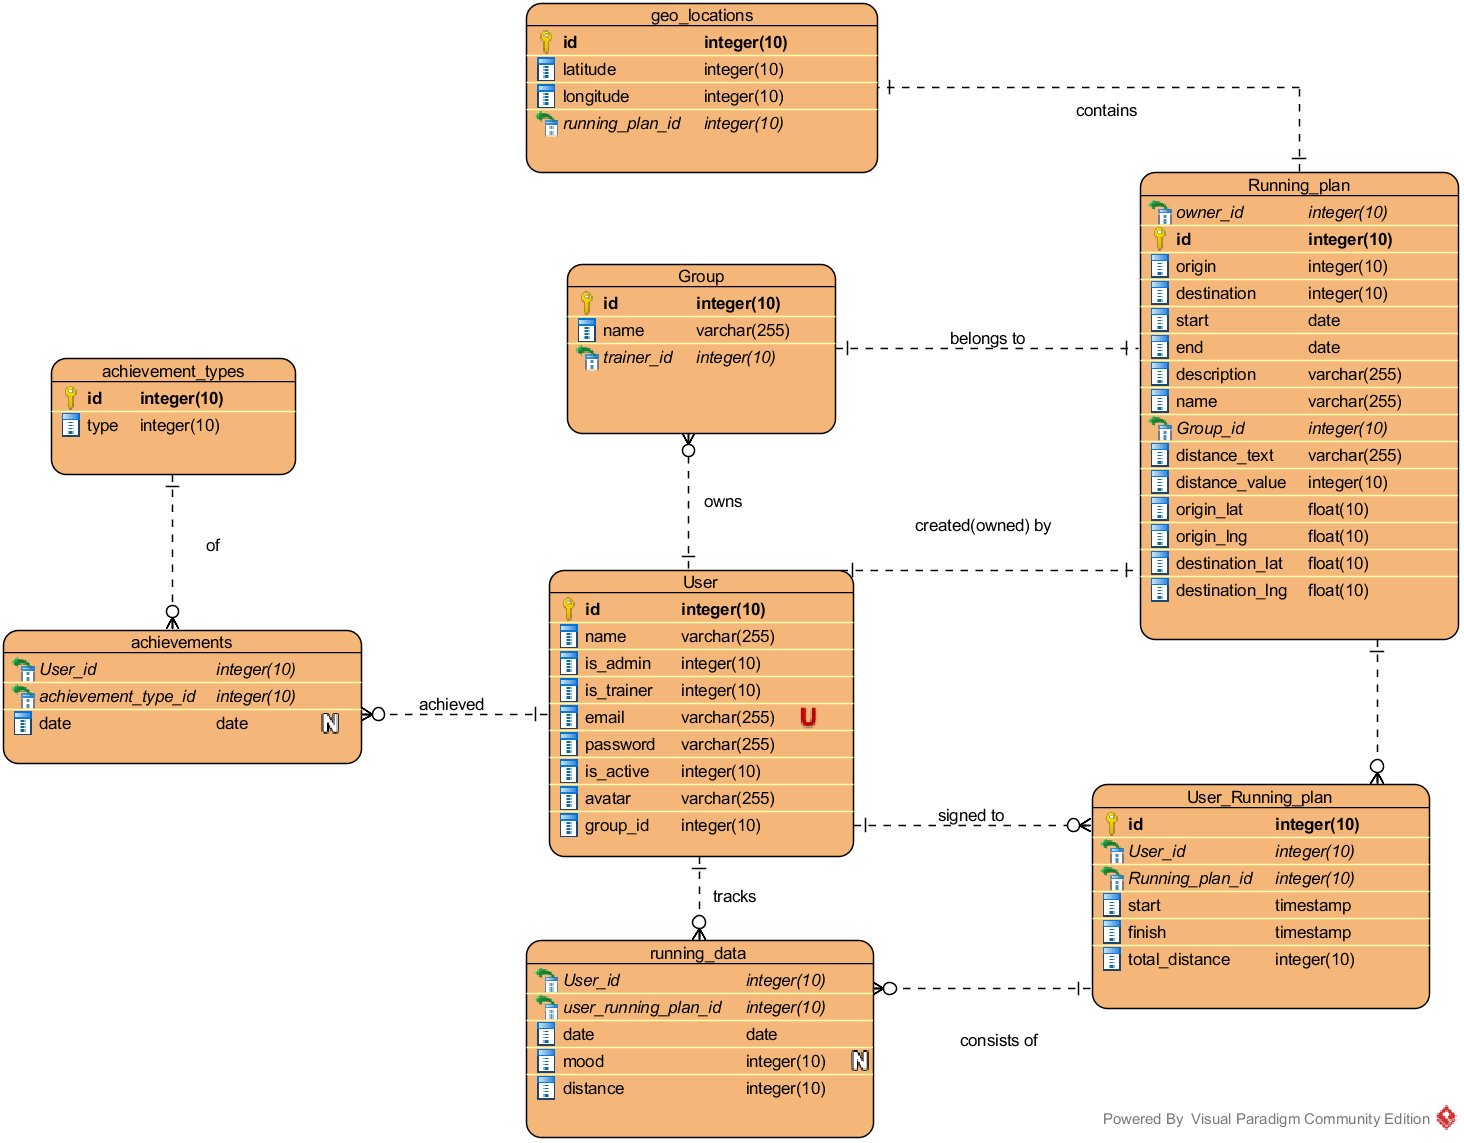 geo_locations
id integer(10)
latitude integer(10)
longitude integer(10)
running_plan_id integer(10)
contains
Running_plan
owner_id integer(10)
id integer(10)
origin integer(10)
destination integer(10)
start date
end date
description varchar(255)
name varchar(255)
Group_id integer(10)
distance_text varchar(255)
distance_value integer(10)
origin_lat float(10)
origin_lng float(10)
destination_lat float(10)
destination_lng float(10)
Group
id integer(10)
name varchar(255)
trainer_id integer(10)
belongs to
achievement_types
id integer(10)
type integer(10)
owns
created(owned) by
of
User
id integer(10)
name varchar(255)
is_admin integer(10)
is_trainer integer(10)
email varchar(255) U
password varchar(255)
is_active integer(10)
avatar varchar(255)
group_id integer(10)
achievements
User_id integer(10)
achievement_type_id integer(10)
date date N
achieved
signed to
User_Running_plan
id integer(10)
User_id integer(10)
Running_plan_id integer(10)
start timestamp
finish timestamp
total_distance integer(10)
tracks
running_data
User_id integer(10)
user_running_plan_id integer(10)
date date
mood integer(10) N
distance integer(10)
consists of
Powered By Visual Paradigm Community Edition